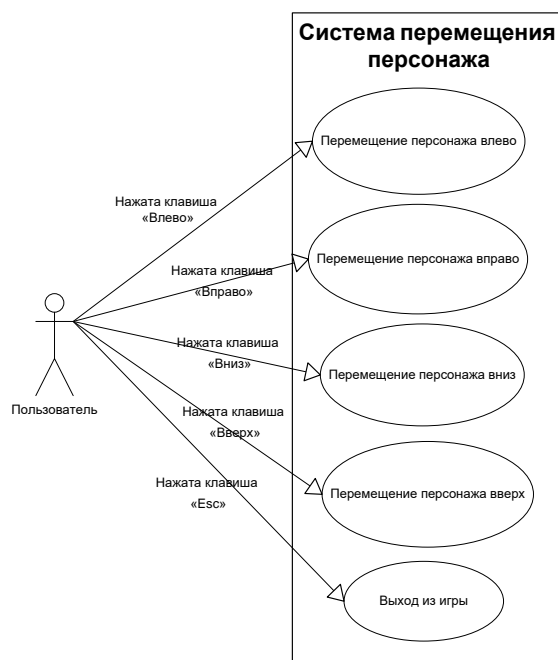 Система перемещения
персонажа
Перемещение персонажа влево
Нажата клавиша
«Влево»
Перемещение персонажа вправо
Нажата клавиша
«Вправо»
Нажата клавиша
«Вниз»
Перемещение персонажа вниз
Пользователь
Нажата клавиша
«Вверх»
Перемещение персонажа вверх
Нажата клавиша
«Esc»
Выход из игры